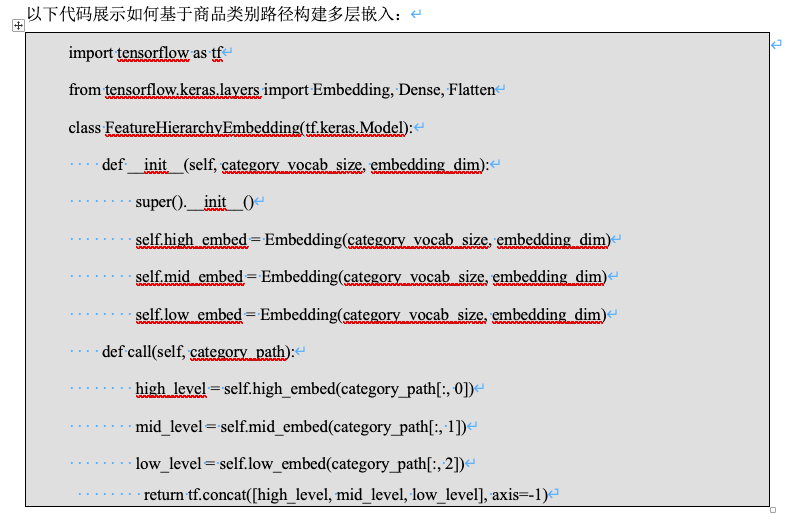 以下代码展示如何基于商品类别路径构建多层嵌入：
import tensorflow as tf
from tensorflow.keras.layers import Embedding, Dense, Flatten
class FeatureHierarchyEmbedding(tf.keras.Model):
    def __init__(self, category_vocab_size, embedding_dim):
        super().__init__()
        self.high_embed = Embedding(category_vocab_size, embedding_dim)
        self.mid_embed = Embedding(category_vocab_size, embedding_dim)
        self.low_embed = Embedding(category_vocab_size, embedding_dim)
    def call(self, category_path):
        high_level = self.high_embed(category_path[:, 0])
        mid_level = self.mid_embed(category_path[:, 1])
        low_level = self.low_embed(category_path[:, 2])
        return tf.concat([high_level, mid_level, low_level], axis=-1)